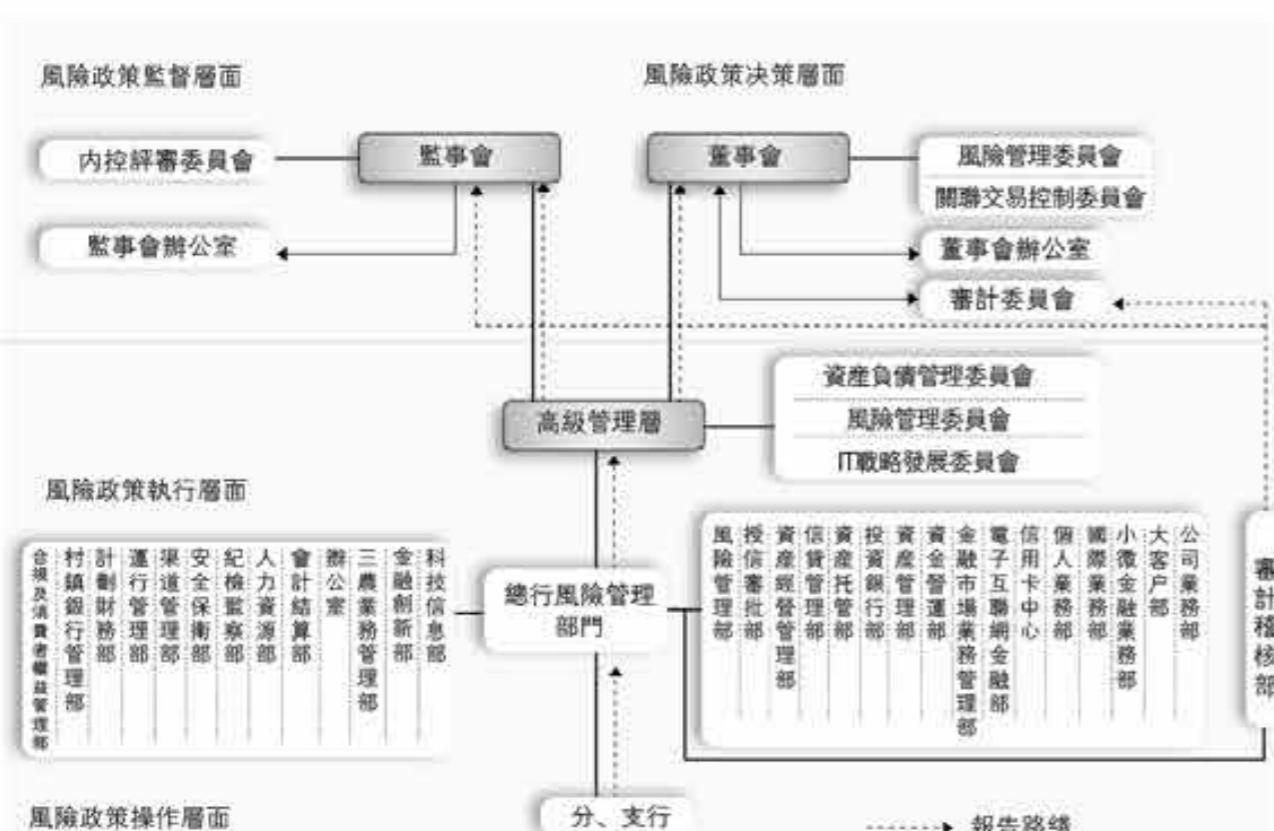 風險政策監督層面
風險政策决策層面
内控評審委員會
監事會
董事會
風險管理委員會
關聯交易控制委員會
監事會辦公室
董事會辦公室
審計委員會
資産負債管理委員會
高級管理層
風險管理委員會
IT戰略發展委員會
風險政策執行層面
合規及消費者權益管理部
村鎮銀行管理部
計劃財務部
運行管理部
渠道管理部
安全保衛部
紀檢監察部
人力資源部
會計結算部
辦公室
三農業務管理部
金融創新部
科技信息部
總行風險管理
部門
風險管理部
授信審批部
資産經營管理部
信貸管理部
資産托管部
投資銀行部
資産管理部
資金營運部
金融市場業務管理部
電子互聯網金融部
信用卡中心
個人業務部
國際業務部
小微金融業務部
大客户部
公司業務部
審計稽核部
風險政策操作層面
分、支行
報告路綫